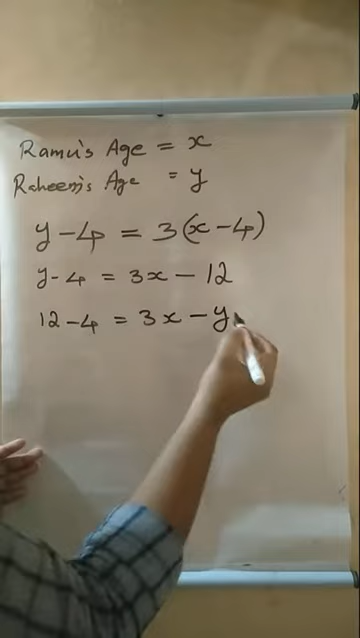 Ramu's Age = x
Raheem's Age = y
y - 4 = 3(x - 4)
y - 4 = 3x - 12
12 - 4 = 3x - y